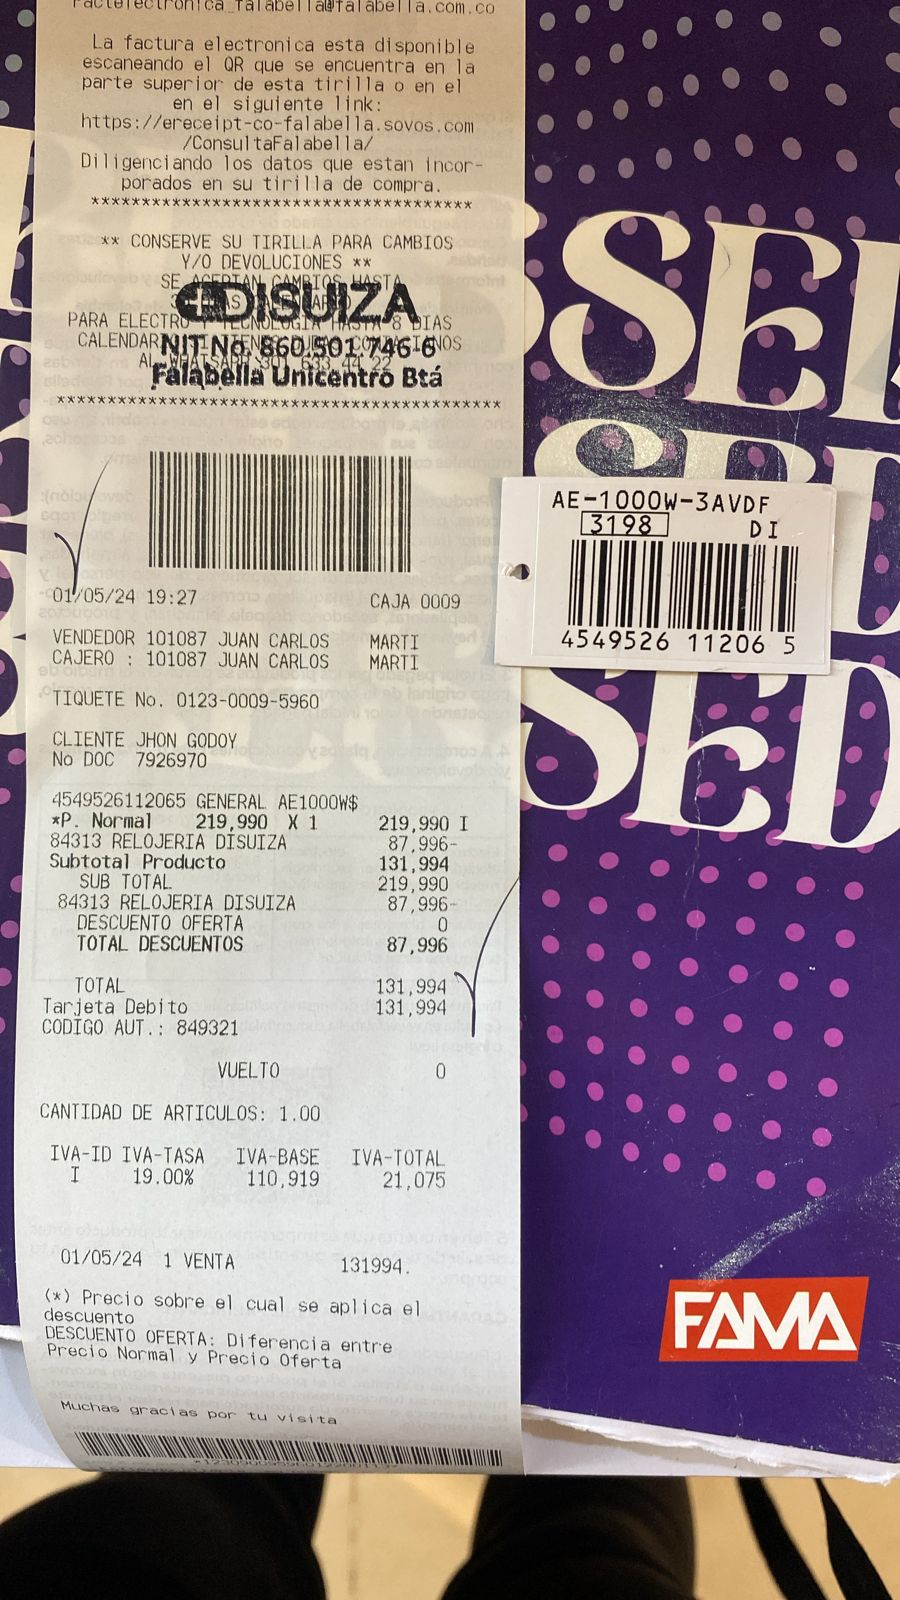 factelectronica_falabella@falabella.com.co
La factura electronica esta disponible
escaneando el QR que se encuentra en la
parte superior de esta tirilla o en el
en el siguiente link:
https://ereceipt-co-falabella.sovos.com
/ConsultaFalabella/
Diligenciando los datos que estan incor-
porados en su tirilla de compra.
**************************************
** CONSERVE SU TIRILLA PARA CAMBIOS
Y/O DEVOLUCIONES **
SE ACEPTAN CAMBIOS HASTA
DIAS CALENDARIO
DISUIZA
PARA ELECTRO Y TECNOLOGIA HASTA 8 DIAS
CALENDARIO
NIT No. 860.501.746-6
AL WHATSAPP
Falabella Unicentro Btá
********************************************
01/05/24 19:27 CAJA 0009
VENDEDOR 101087 JUAN CARLOS MARTI
CAJERO : 101087 JUAN CARLOS MARTI
TIQUETE No. 0123-0009-5960
CLIENTE JHON GODOY
No DOC 7926970
4549526112065 GENERAL AE1000W$
*P. Normal 219,990 X 1 219,990 I
84313 RELOJERIA DISUIZA 87,996-
Subtotal Producto 131,994
SUB TOTAL 219,990
84313 RELOJERIA DISUIZA 87,996-
DESCUENTO OFERTA 0
TOTAL DESCUENTOS 87,996
TOTAL 131,994
Tarjeta Debito 131,994
CODIGO AUT.: 849321
VUELTO 0
CANTIDAD DE ARTICULOS: 1.00
IVA-ID IVA-TASA IVA-BASE IVA-TOTAL
I 19.00% 110,919 21,075
01/05/24 1 VENTA 131994.
(*) Precio sobre el cual se aplica el
descuento
DESCUENTO OFERTA: Diferencia entre
Precio Normal y Precio Oferta
Muchas gracias por tu visita
AE-1000W-3AVDF
3198 DI
4549526 11206 5
SED
FAMA